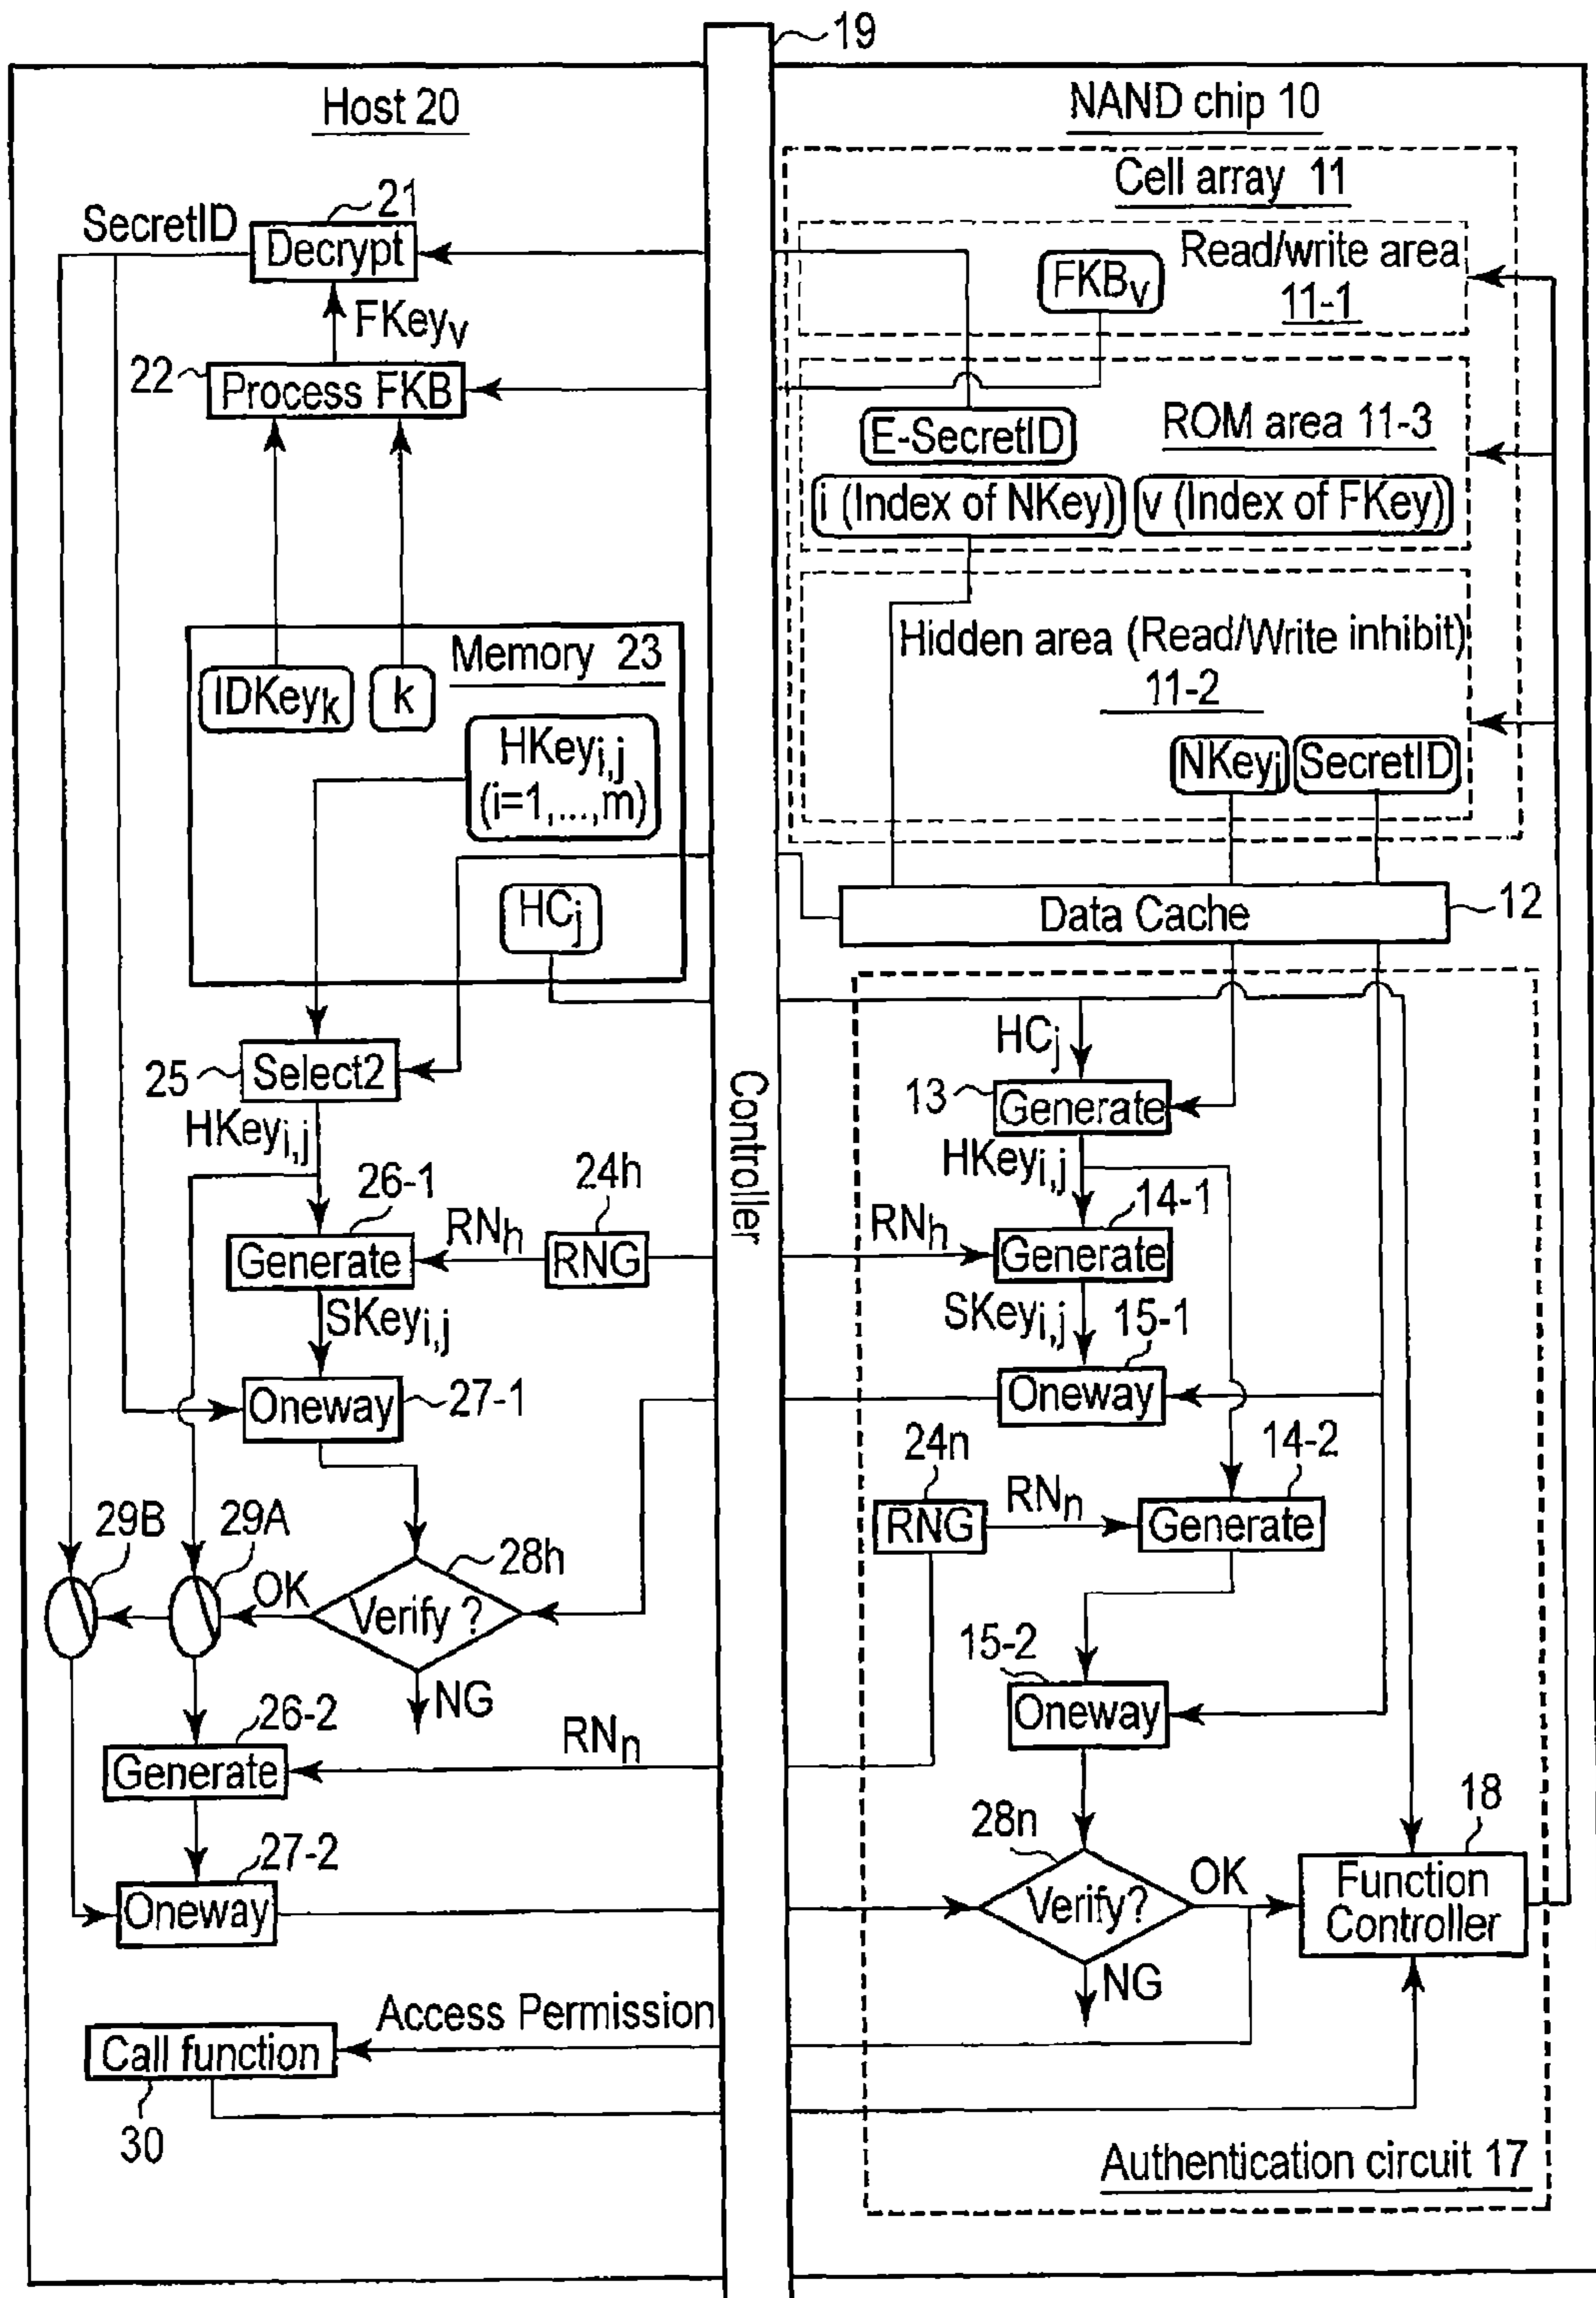 19
Host 20
NAND chip 10
Cell array 11
21
SecretID
Decrypt
Read/write area
11-1
FKBv
FKeyv
22
Process FKB
E-SecretID
ROM area 11-3
i (Index of NKey)
v (Index of FKey)
Memory 23
IDKeyk
k
Hidden area (Read/Write inhibit)
11-2
HKeyi,j
(i=1,...,m)
NKeyi
SecretID
HCj
Data Cache
12
Controller
25
Select2
HCj
13
Generate
HKeyi,j
HKeyi,j
26-1
24h
14-1
RNh
RNh
Generate
RNG
Generate
SKeyi,j
SKeyi,j
15-1
Oneway
27-1
Oneway
24n
14-2
RNn
RNG
Generate
29B
29A
28h
OK
Verify ?
NG
15-2
Oneway
26-2
RNn
Generate
28n
18
27-2
Oneway
Verify?
OK
Function
Controller
NG
Access Permission
Call function
30
Authentication circuit 17